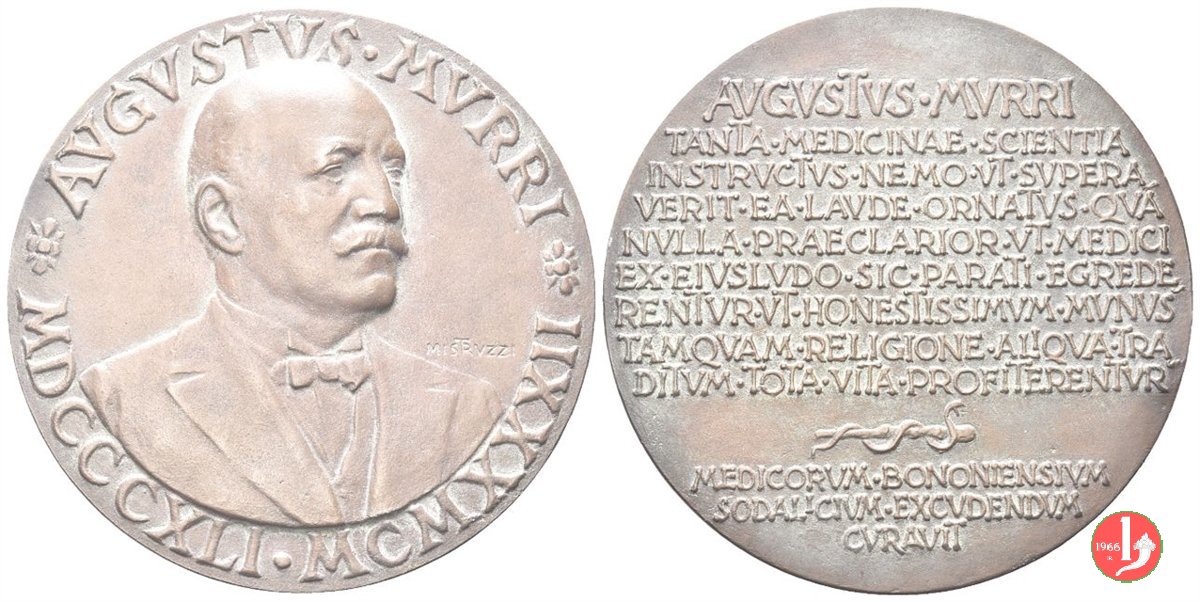 AVGVSTVS · MVRRI
MDCCCXLI · MCMXXXII
MISTRVZZI
AVGVSTVS · MVRRI
TANTA · MEDICINAE · SCIENTIA
INSTRVCTVS · NEMO · VT · SVPERA
VERIT · EA · LAVDE · ORNATVS · QVA
NVLLA · PRAECLARIOR · VT · MEDICI
EX · EIVS LVDO · SIC · PARATI · EGREDE
RENTVR · VT · HONESTISSIMVM · MVNVS
TAMQVAM · RELIGIONE · ALIQVA · TRA
DITVM · TOTA · VITA · PROFITERENTVR
MEDICORVM · BONONIENSIVM
SODALICIVM · EXCVDENDVM
CVRAVIT
1966